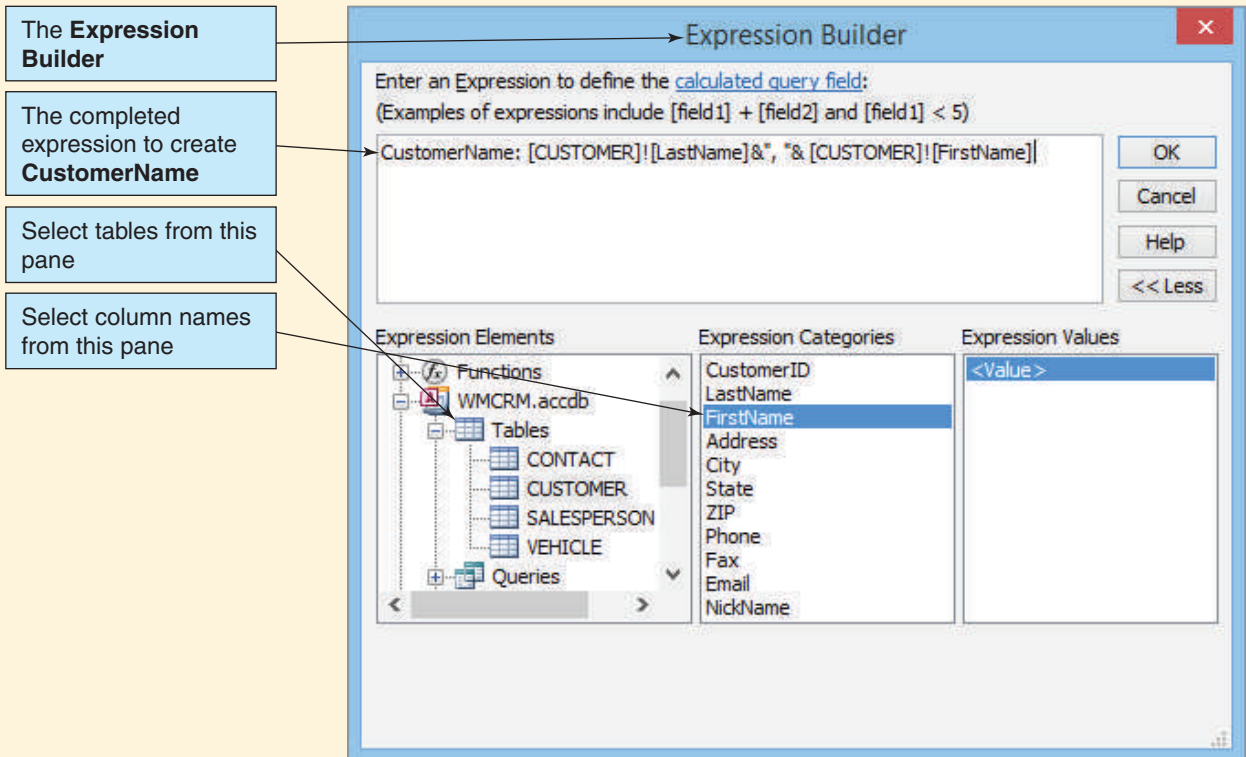 The Expression
Builder
The completed
expression to create
CustomerName
Select tables from this
pane
Select column names
from this pane
Expression Builder
Enter an Expression to define the calculated query field:
(Examples of expressions include [field1] + [field2] and [field1] < 5)
CustomerName: [CUSTOMER]![LastName]&", "& [CUSTOMER]![FirstName]
OK
Cancel
Help
<< Less
Expression Elements
Functions
WMCRM.accdb
Tables
CONTACT
CUSTOMER
SALESPERSON
VEHICLE
Queries
Expression Categories
CustomerID
LastName
FirstName
Address
City
State
ZIP
Phone
Fax
Email
NickName
Expression Values
<Value>